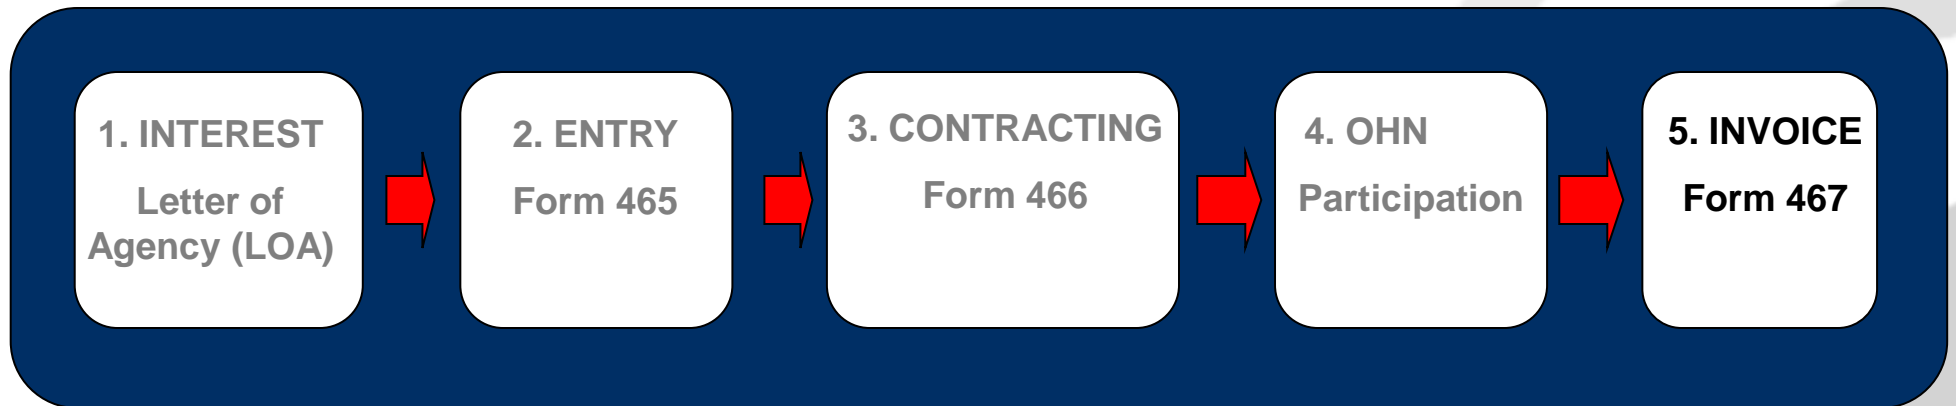 1. INTEREST
Letter of
Agency (LOA)
2. ENTRY
Form 465
3. CONTRACTING
Form 466
4. OHN
Participation
5. INVOICE
Form 467